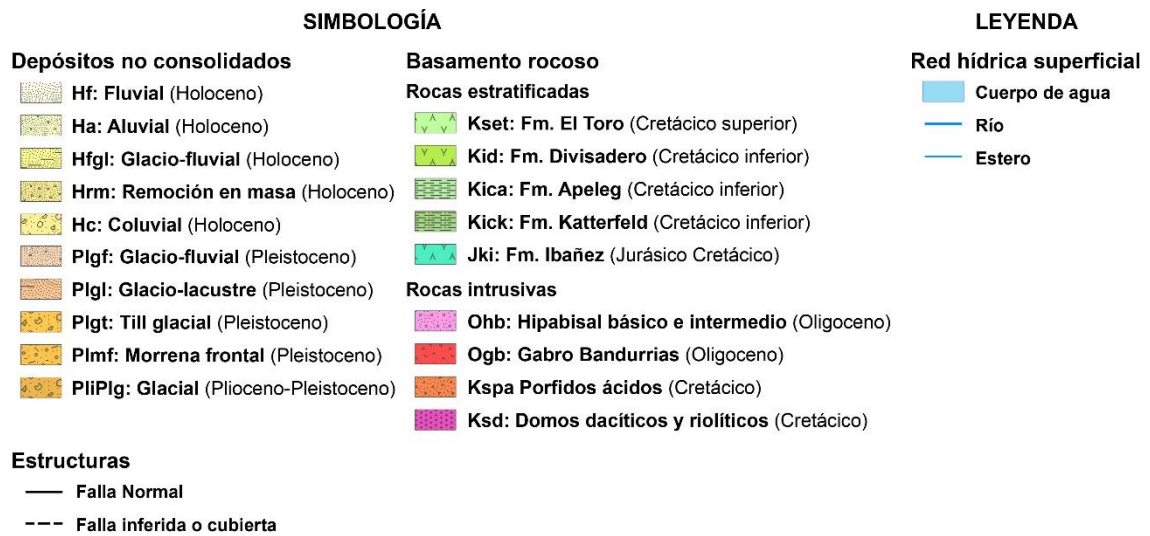 SIMBOLOGÍA
Depósitos no consolidados
Hf: Fluvial (Holoceno)
Ha: Aluvial (Holoceno)
Hfgl: Glacio-fluvial (Holoceno)
Hrm: Remoción en masa (Holoceno)
Hc: Coluvial (Holoceno)
Plgf: Glacio-fluvial (Pleistoceno)
Plgl: Glacio-lacustre (Pleistoceno)
Plgt: Till glacial (Pleistoceno)
Plmf: Morrena frontal (Pleistoceno)
PliPlg: Glacial (Plioceno-Pleistoceno)
Estructuras
Falla Normal
Falla inferida o cubierta
Basamento rocoso
Rocas estratificadas
Kset: Fm. El Toro (Cretácico superior)
Kid: Fm. Divisadero (Cretácico inferior)
Kica: Fm. Apeleg (Cretácico inferior)
Kick: Fm. Katterfeld (Cretácico inferior)
Jki: Fm. Ibañez (Jurásico Cretácico)
Rocas intrusivas
Ohb: Hipabisal básico e intermedio (Oligoceno)
Ogb: Gabro Bandurrias (Oligoceno)
Kspa Porfidos ácidos (Cretácico)
Ksd: Domos dacíticos y riolíticos (Cretácico)
LEYENDA
Red hídrica superficial
Cuerpo de agua
Río
Estero